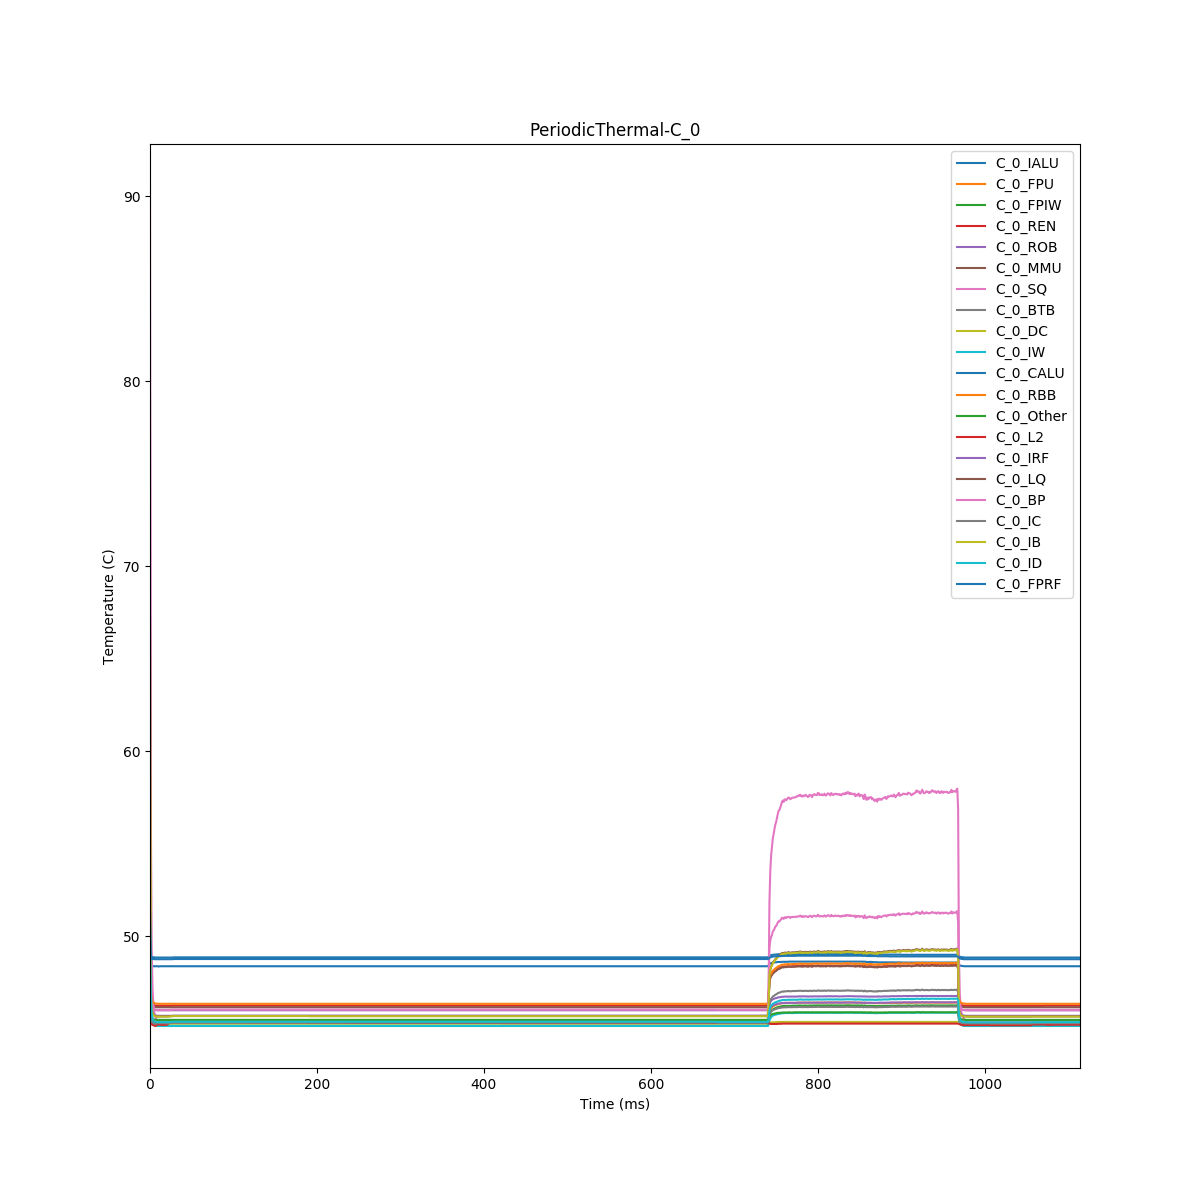 PeriodicThermal-C_0
90
80
70
60
50
Temperature (C)
0 200 400 600 800 1000
Time (ms)
C_0_IALU
C_0_FPU
C_0_FPIW
C_0_REN
C_0_ROB
C_0_MMU
C_0_SQ
C_0_BTB
C_0_DC
C_0_IW
C_0_CALU
C_0_RBB
C_0_Other
C_0_L2
C_0_IRF
C_0_LQ
C_0_BP
C_0_IC
C_0_IB
C_0_ID
C_0_FPRF